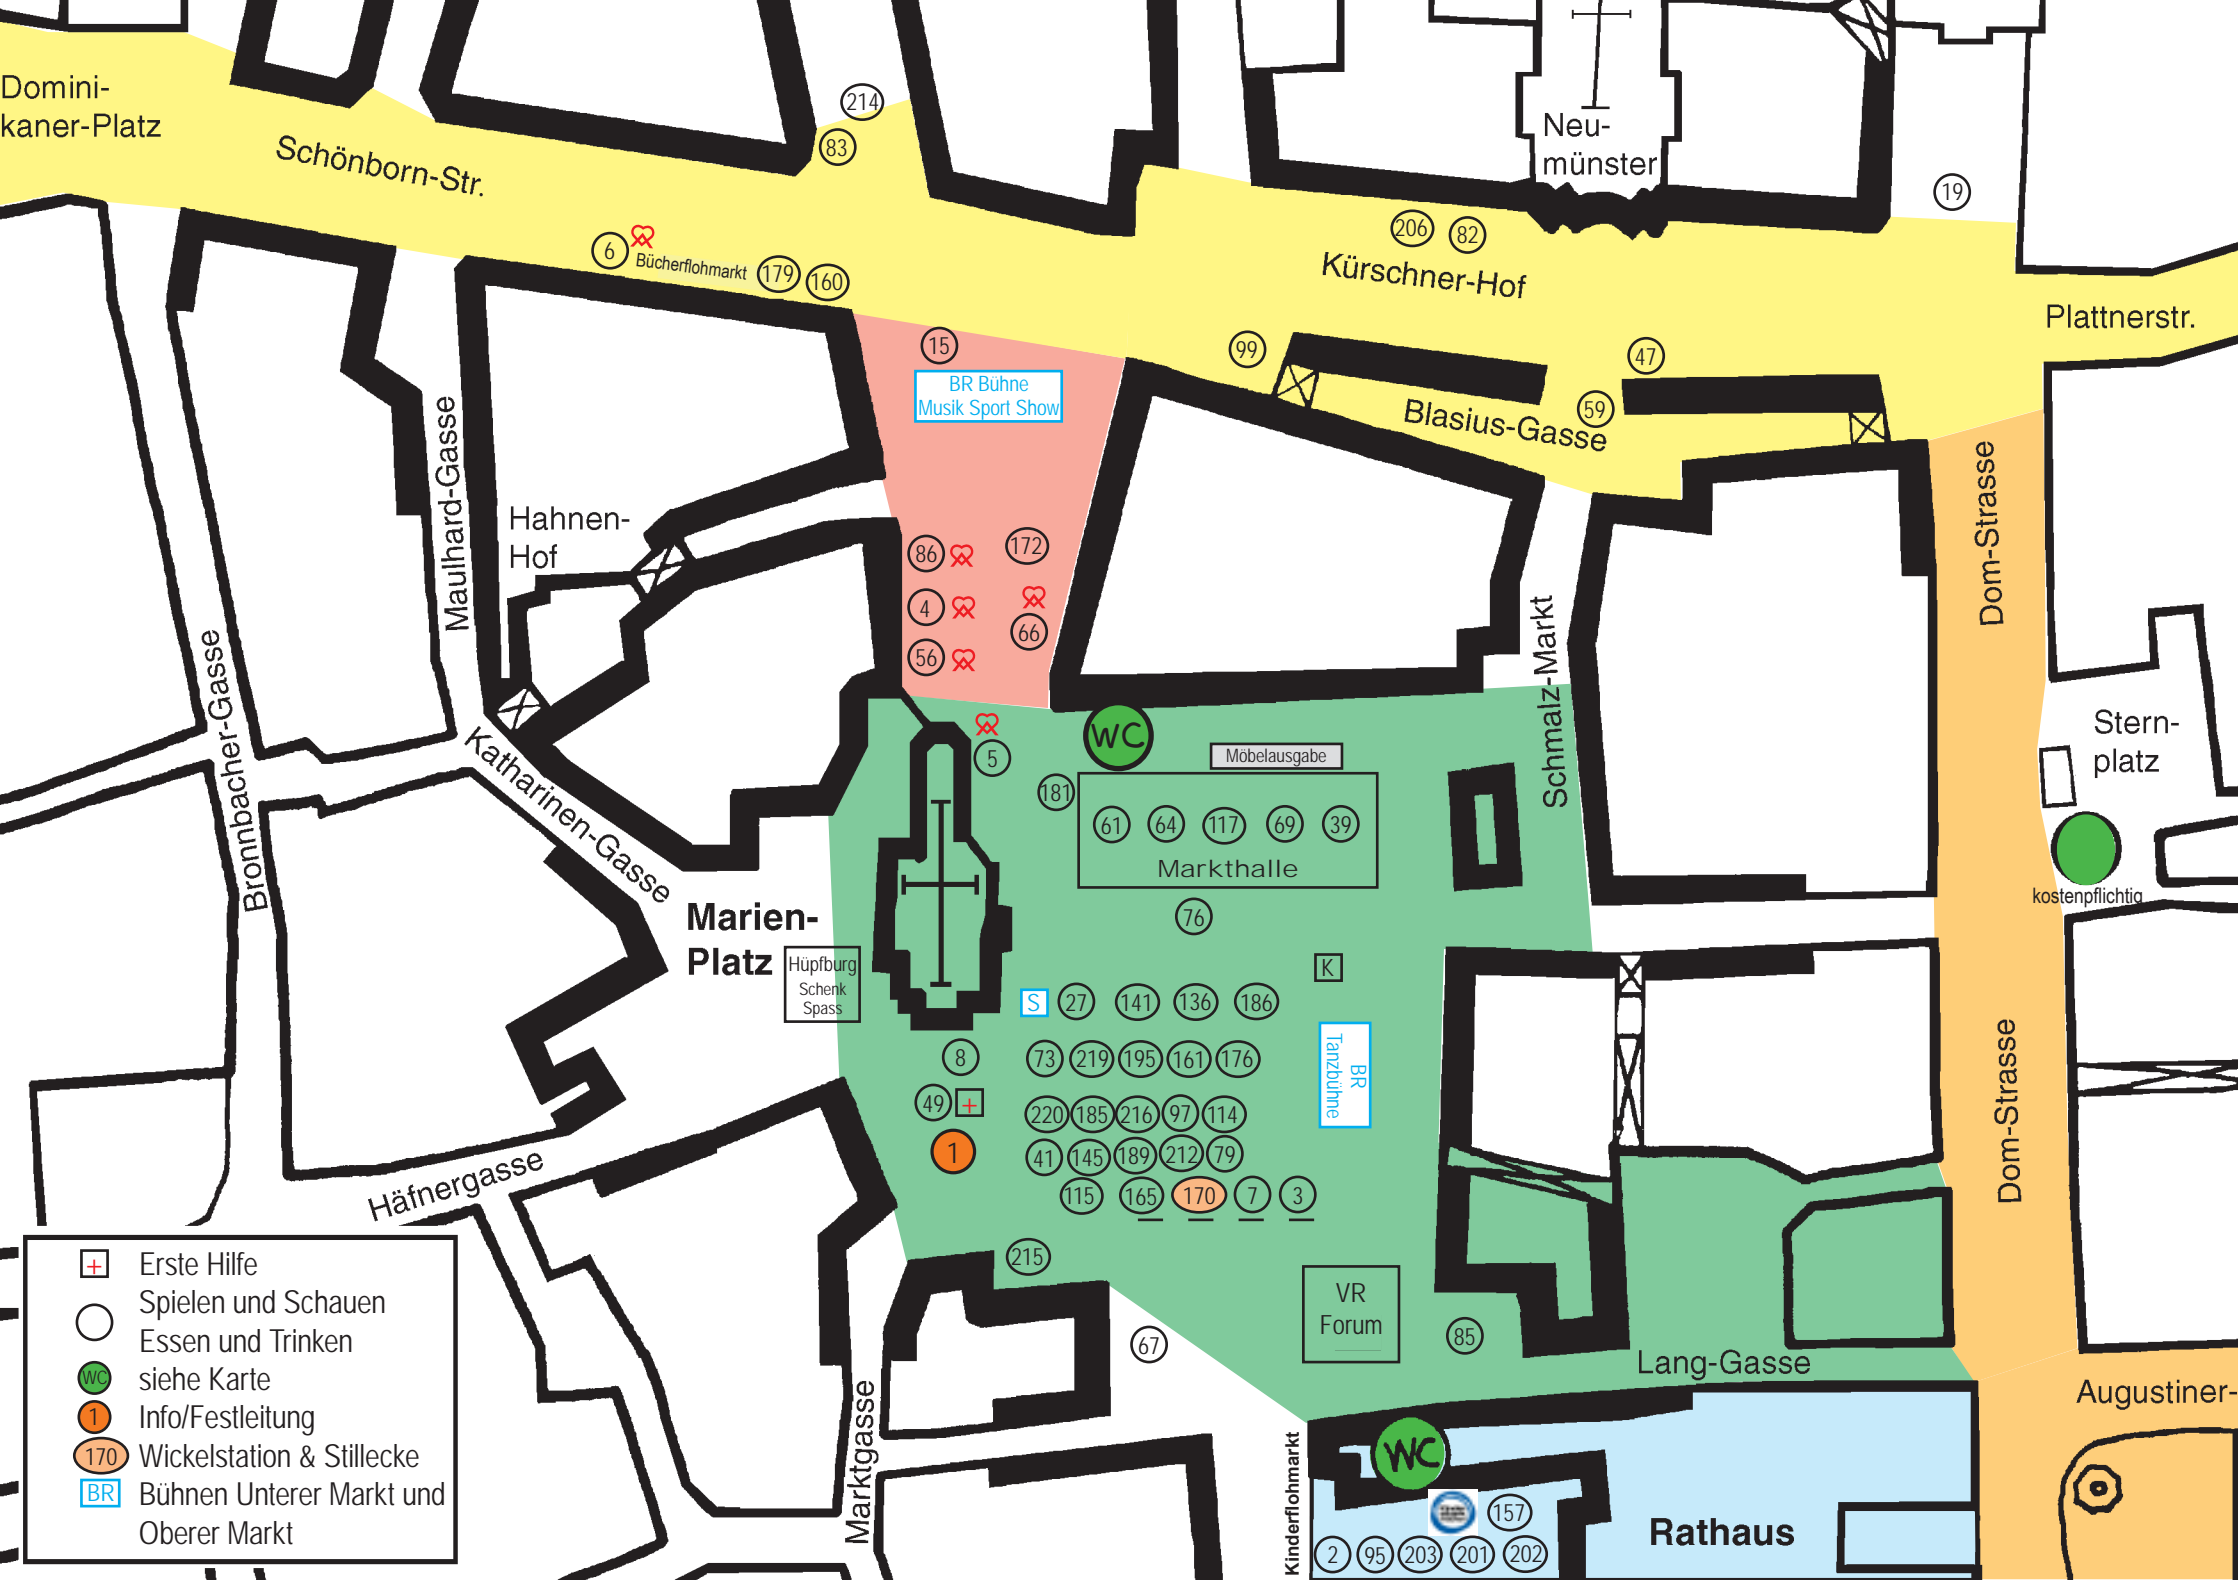 Domini-
kaner-Platz
Schönborn-Str.
214
83
Neu-
münster
19
6
Bücherflohmarkt
179
160
206
82
Kürschner-Hof
Plattnerstr.
15
BR Bühne
Musik Sport Show
99
47
59
Blasius-Gasse
Dom-Strasse
Maulhard-Gasse
Hahnen-
Hof
86
172
4
66
56
Schmalz-Markt
Bronnbacher-Gasse
Katharinen-Gasse
5
WC
Möbelausgabe
181
61
64
117
69
39
Markthalle
Stern-
platz
kostenpflichtig
Marien-
Platz
Hüpfburg
Schenk
Spass
76
K
S
27
141
136
186
8
73
219
195
161
176
BR
Tanzbühne
49
+
220
185
216
97
114
1
41
145
189
212
79
115
165
170
7
3
Dom-Strasse
Häfnergasse
215
67
VR
Forum
85
Lang-Gasse
Augustiner-
Marktgasse
Kinderflohmarkt
WC
157
Rathaus
2
95
203
201
202
+ Erste Hilfe
Spielen und Schauen
Essen und Trinken
WC siehe Karte
1 Info/Festleitung
170 Wickelstation & Stillecke
BR Bühnen Unterer Markt und
Oberer Markt